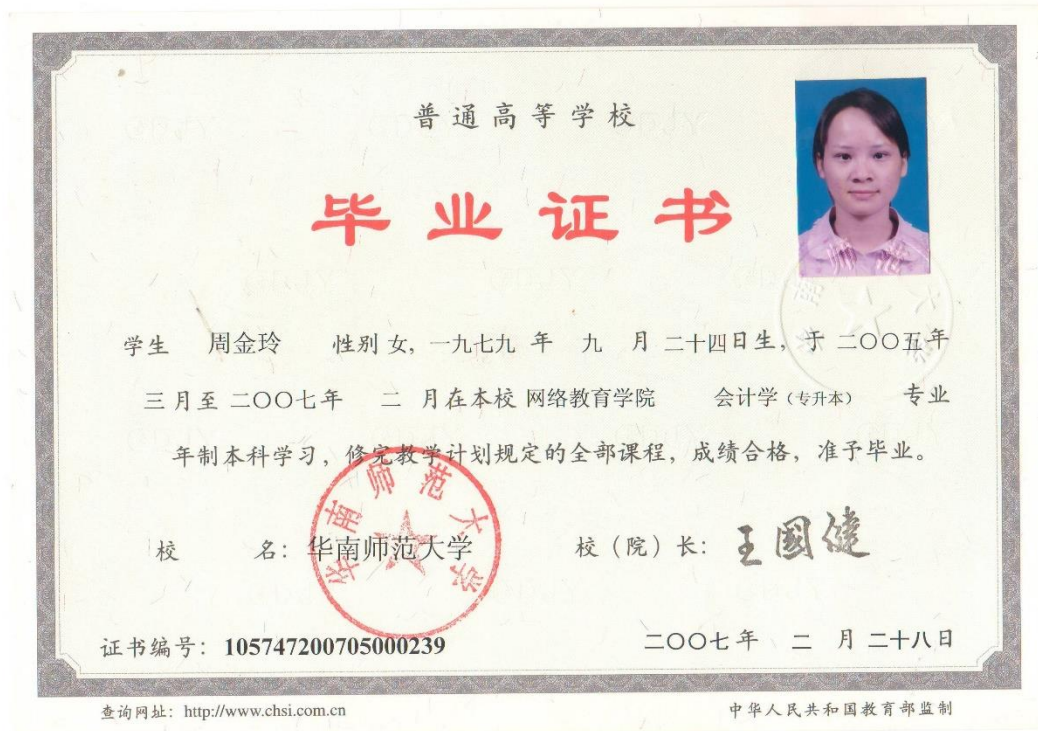 普通高等学校
毕业证书
学生 周金玲 性别 女, 一九七九 年 九 月 二十四日生, 于 二〇〇五年
三月至 二〇〇七年 二 月在本校 网络教育学院 会计学（专升本） 专业
年制本科学习, 修完教学计划规定的全部课程, 成绩合格, 准予毕业。
校 名: 华南师范大学 校（院）长: 王國健
华南师范大学
证书编号: 105747200705000239 二〇〇七年 二 月 二十八日
查询网址: http://www.chsi.com.cn 中华人民共和国教育部监制